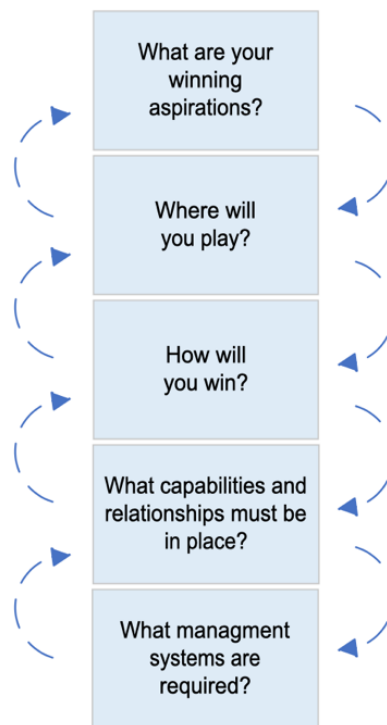 What are your
winning
aspirations?
Where will
you play?
How will
you win?
What capabilities and
relationships must be
in place?
What managment
systems are
required?